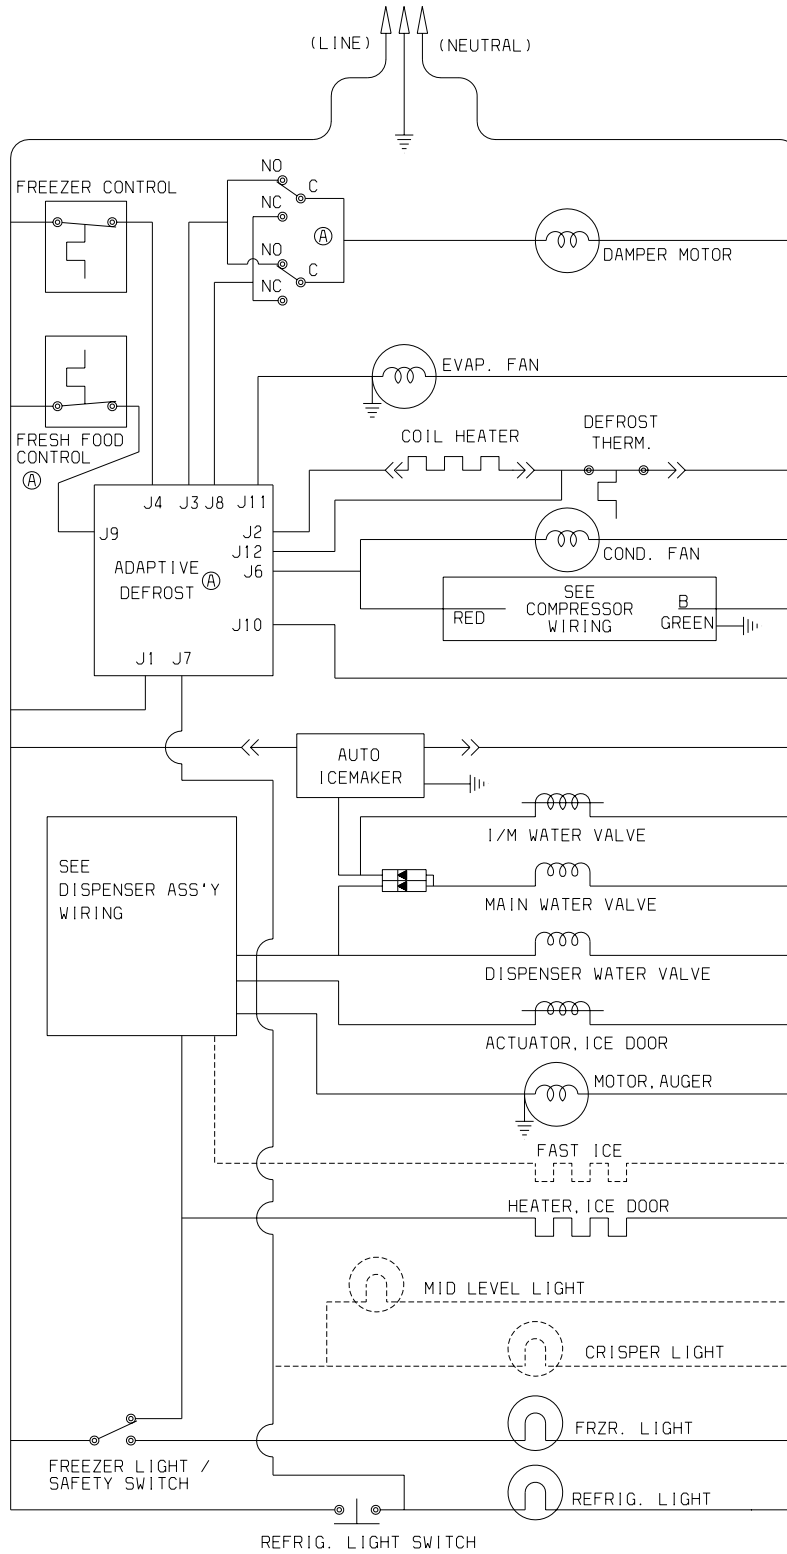 (LINE)
(NEUTRAL)
NO
C
NC
A
NO
C
NC
FREEZER CONTROL
DAMPER MOTOR
EVAP. FAN
FRESH FOOD
CONTROL
A
COIL HEATER
DEFROST
THERM.
J4
J3
J8
J11
J9
J2
J12
J6
J10
ADAPTIVE
DEFROST
A
J1
J7
COND. FAN
SEE
COMPRESSOR
WIRING
RED
B
GREEN
AUTO
ICEMAKER
I/M WATER VALVE
SEE
DISPENSER ASS'Y
WIRING
MAIN WATER VALVE
DISPENSER WATER VALVE
ACTUATOR, ICE DOOR
MOTOR, AUGER
FAST ICE
HEATER, ICE DOOR
MID LEVEL LIGHT
CRISPER LIGHT
FRZR. LIGHT
FREEZER LIGHT /
SAFETY SWITCH
REFRIG. LIGHT
REFRIG. LIGHT SWITCH